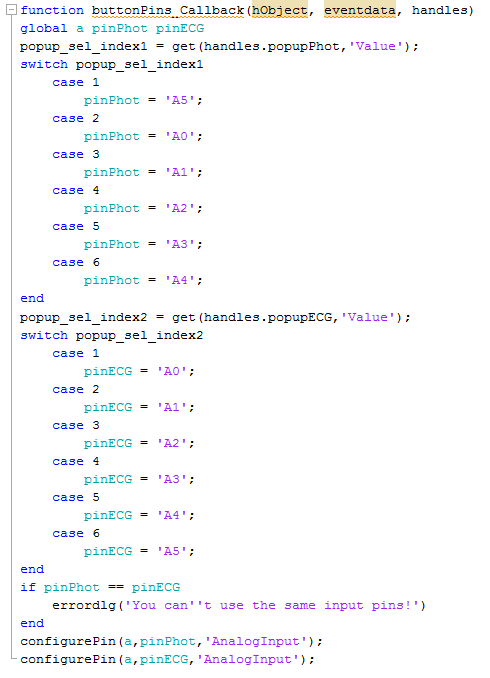 function buttonPins_Callback(hObject, eventdata, handles)
global a pinPhot pinECG
popup_sel_index1 = get(handles.popupPhot,'Value');
switch popup_sel_index1
    case 1
        pinPhot = 'A5';
    case 2
        pinPhot = 'A0';
    case 3
        pinPhot = 'A1';
    case 4
        pinPhot = 'A2';
    case 5
        pinPhot = 'A3';
    case 6
        pinPhot = 'A4';
end
popup_sel_index2 = get(handles.popupECG,'Value');
switch popup_sel_index2
    case 1
        pinECG = 'A0';
    case 2
        pinECG = 'A1';
    case 3
        pinECG = 'A2';
    case 4
        pinECG = 'A3';
    case 5
        pinECG = 'A4';
    case 6
        pinECG = 'A5';
end
if pinPhot == pinECG
    errordlg('You can''t use the same input pins!')
end
configurePin(a,pinPhot,'AnalogInput');
configurePin(a,pinECG,'AnalogInput');